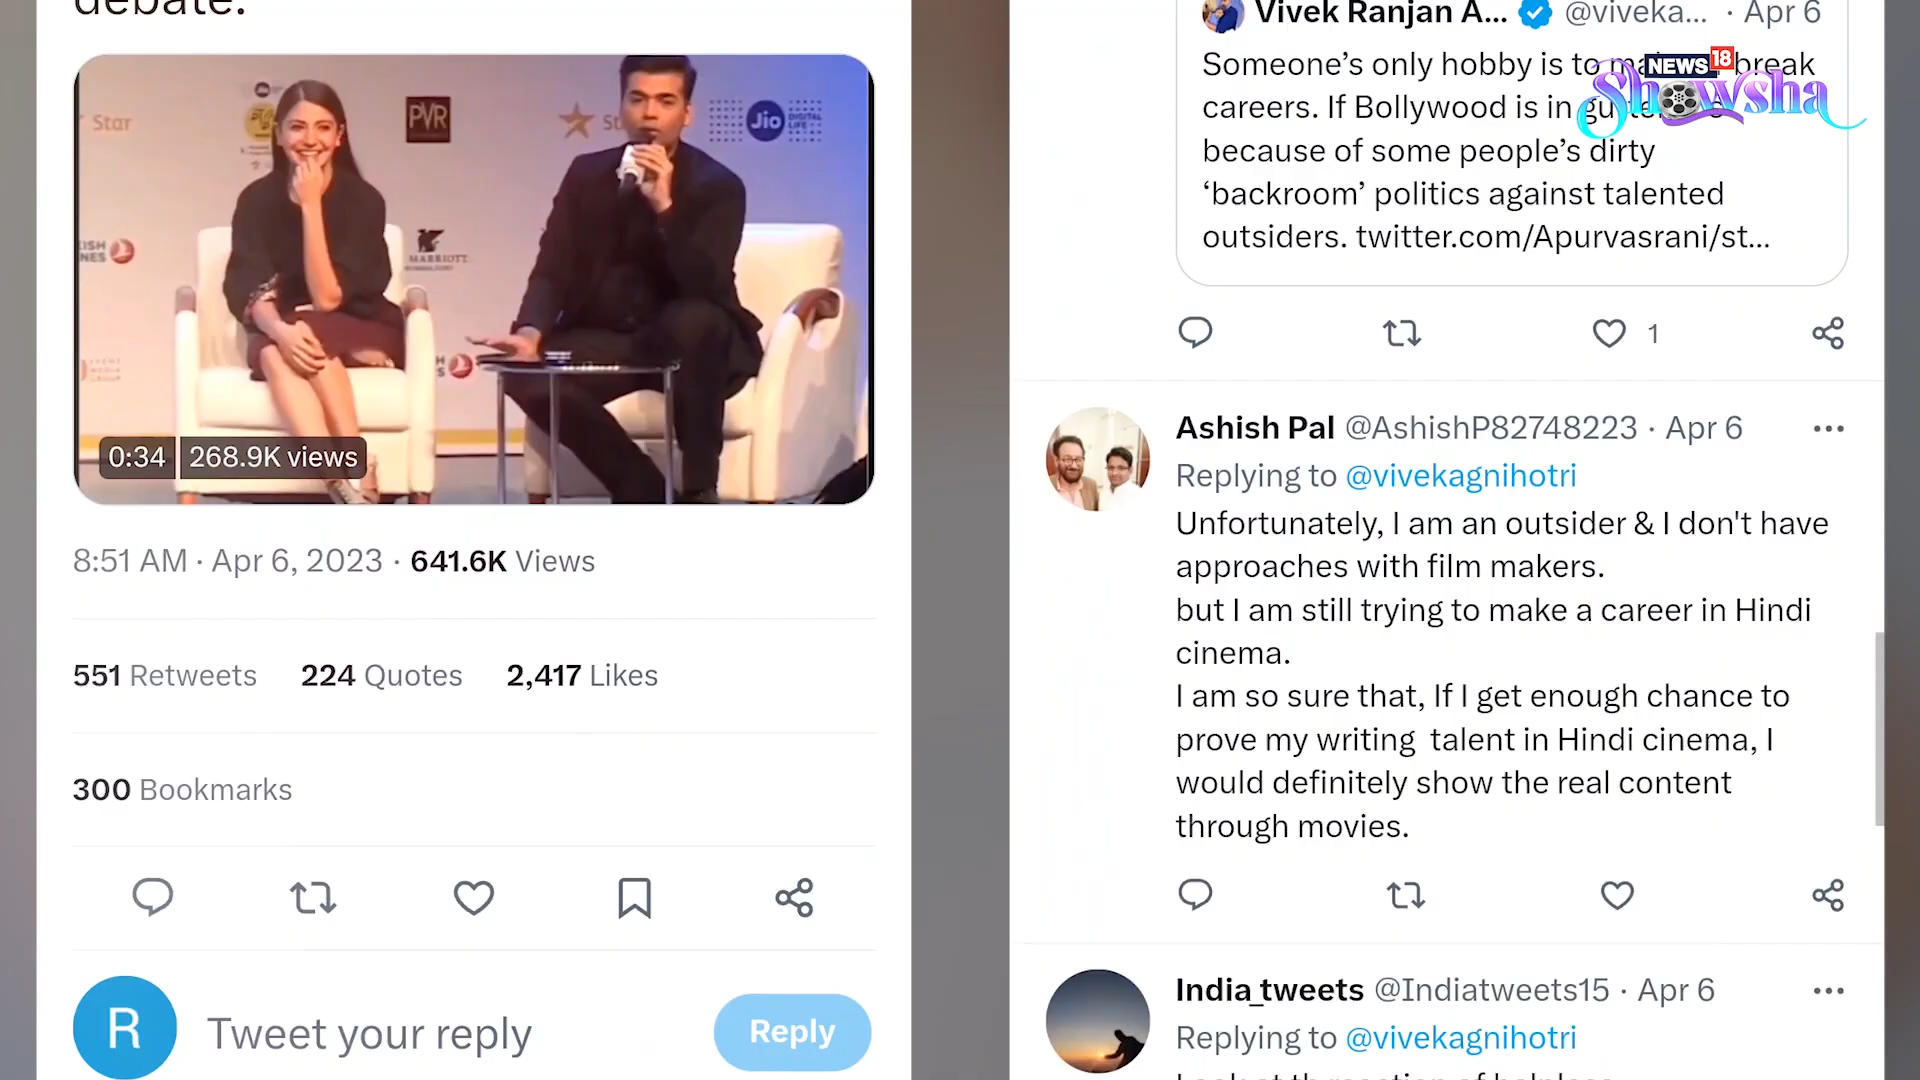 debate.
Star
PVR
St
Jio
DIGITAL
LIFE
MARRIOTT
0:34
268.9K views
8:51 AM · Apr 6, 2023 · 641.6K Views
551 Retweets 224 Quotes 2,417 Likes
300 Bookmarks
R
Tweet your reply
Reply
Vivek Ranjan A... @viveka... · Apr 6
NEWS 18
Showsha
Someone’s only hobby is to break
careers. If Bollywood is in
because of some people’s dirty
‘backroom’ politics against talented
outsiders. twitter.com/Apurvasrani/st...
1
Ashish Pal @AshishP82748223 · Apr 6
Replying to @vivekagnihotri
Unfortunately, I am an outsider & I don't have
approaches with film makers.
but I am still trying to make a career in Hindi
cinema.
I am so sure that, If I get enough chance to
prove my writing talent in Hindi cinema, I
would definitely show the real content
through movies.
India_tweets @Indiatweets15 · Apr 6
Replying to @vivekagnihotri